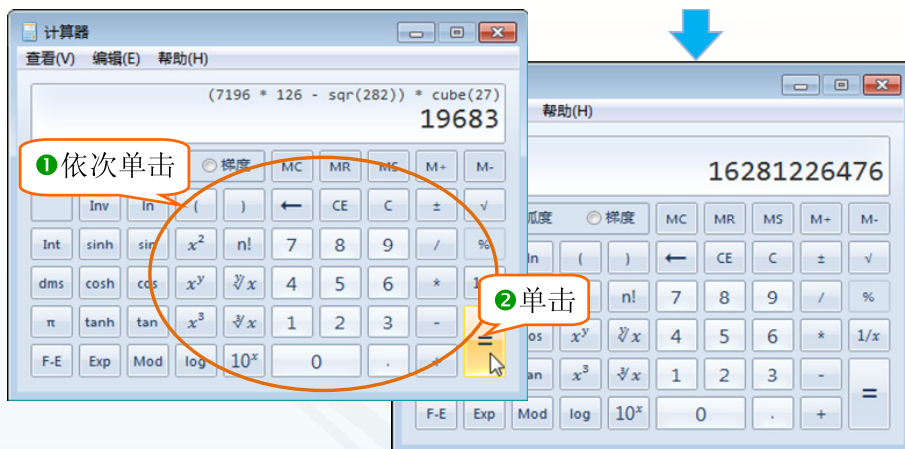 计算器
查看(V) 编辑(E) 帮助(H)
(7196 * 126 - sqr(282)) * cube(27)
19683
❶依次单击
梯度 MC MR MS M+ M-
Inv ln ( ) ← CE C ± √
Int sinh sin x² n! 7 8 9 / %
dms cosh cos xʸ ʸ√x 4 5 6 *
π tanh tan x³ ³√x 1 2 3 - =
F-E Exp Mod log 10ˣ 0 . +
❷单击
帮助(H)
16281226476
弧度 梯度 MC MR MS M+ M-
ln ( ) ← CE C ± √
n! 7 8 9 / %
os xʸ ʸ√x 4 5 6 * 1/x
an x³ ³√x 1 2 3 - =
F-E Exp Mod log 10ˣ 0 . +